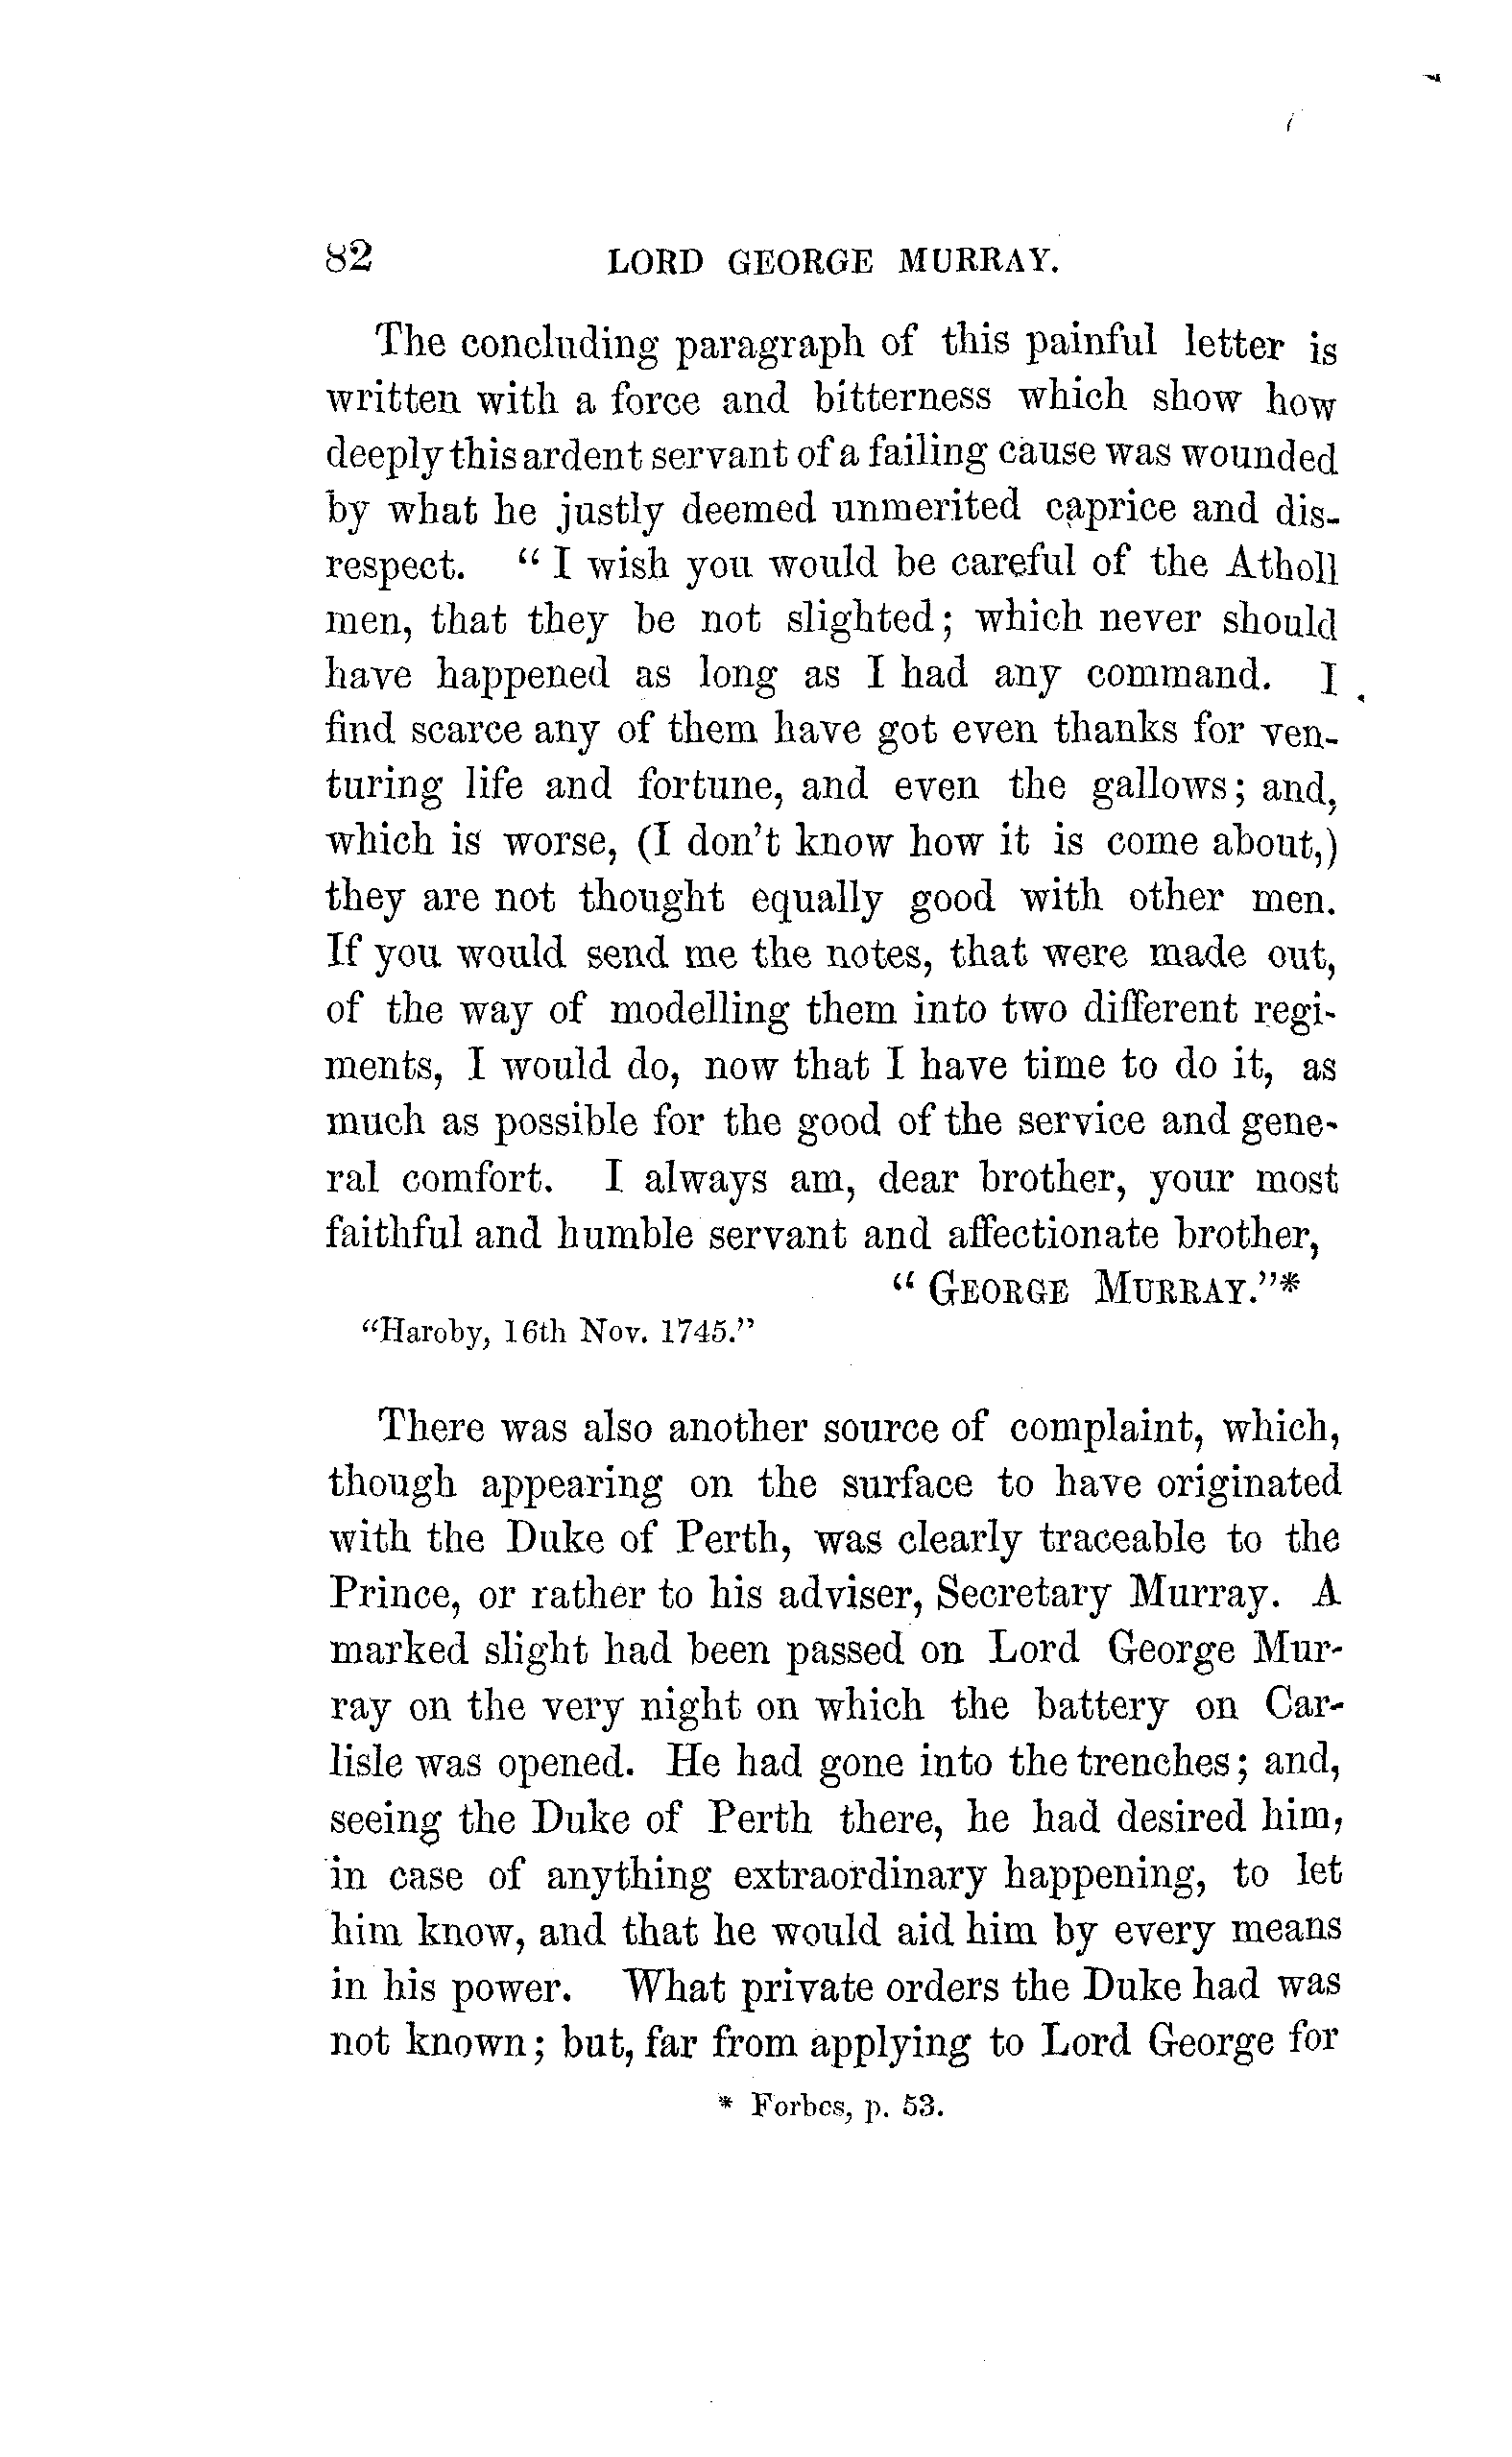 82 LORD GEORGE MURRAY.
The concluding paragraph of this painful letter is
written with a force and bitterness which show how
deeply this ardent servant of a failing cause was wounded
by what he justly deemed unmerited caprice and dis-
respect. "I wish you would be careful of the Atholl
men, that they be not slighted; which never should
have happened as long as I had any command. I
find scarce any of them have got even thanks for ven-
turing life and fortune, and even the gallows; and,
which is worse, (I don't know how it is come about,)
they are not thought equally good with other men.
If you would send me the notes, that were made out,
of the way of modelling them into two different regi-
ments, I would do, now that I have time to do it, as
much as possible for the good of the service and gene-
ral comfort. I always am, dear brother, your most
faithful and humble servant and affectionate brother,
"GEORGE MURRAY."*
"Haroby, 16th Nov. 1745."
There was also another source of complaint, which,
though appearing on the surface to have originated
with the Duke of Perth, was clearly traceable to the
Prince, or rather to his adviser, Secretary Murray. A
marked slight had been passed on Lord George Mur-
ray on the very night on which the battery on Car-
lisle was opened. He had gone into the trenches; and,
seeing the Duke of Perth there, he had desired him,
in case of anything extraordinary happening, to let
him know, and that he would aid him by every means
in his power. What private orders the Duke had was
not known; but, far from applying to Lord George for
* Forbes, p. 53.